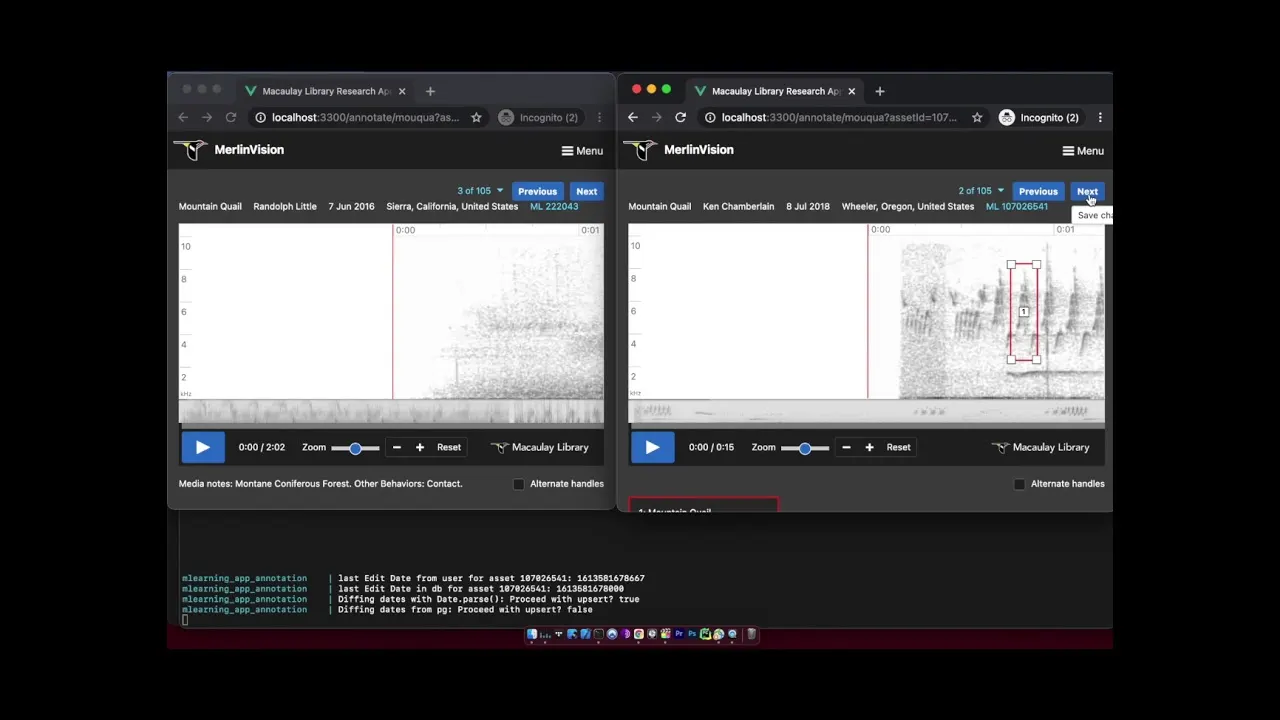 Macaulay Library Research Ap
localhost:3300/annotate/mouqua?as...
Incognito (2)
MerlinVision
Menu
3 of 105
Previous
Next
Mountain Quail Randolph Little 7 Jun 2016 Sierra, California, United States ML 222043
0:00
0:01
10
8
6
4
2
kHz
0:00 / 2:02
Zoom
Reset
Macaulay Library
Media notes: Montane Coniferous Forest. Other Behaviors: Contact.
Alternate handles
Macaulay Library Research Ap
localhost:3300/annotate/mouqua?assetId=107...
Incognito (2)
MerlinVision
Menu
2 of 105
Previous
Next
Mountain Quail Ken Chamberlain 8 Jul 2018 Wheeler, Oregon, United States ML 107026541
Save cha
0:00
0:01
10
8
6
4
2
kHz
1
0:00 / 0:15
Zoom
Reset
Macaulay Library
Alternate handles
1: Mountain Quail
mlearning_app_annotation | last Edit Date from user for asset 107026541: 1613581678667
mlearning_app_annotation | last Edit Date in db for asset 107026541: 1613581678000
mlearning_app_annotation | Diffing dates with Date.parse(): Proceed with upsert? true
mlearning_app_annotation | Diffing dates from pg: Proceed with upsert? false
Pr
Ps